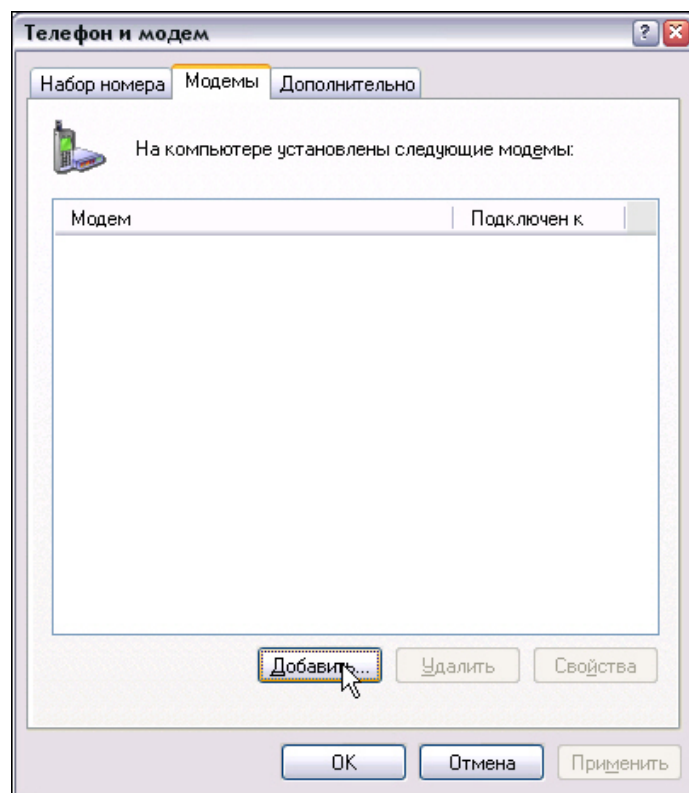 Телефон и модем
Набор номера Модемы Дополнительно
На компьютере установлены следующие модемы:
Модем Подключен к
Добавить... Удалить Свойства
OK Отмена Применить